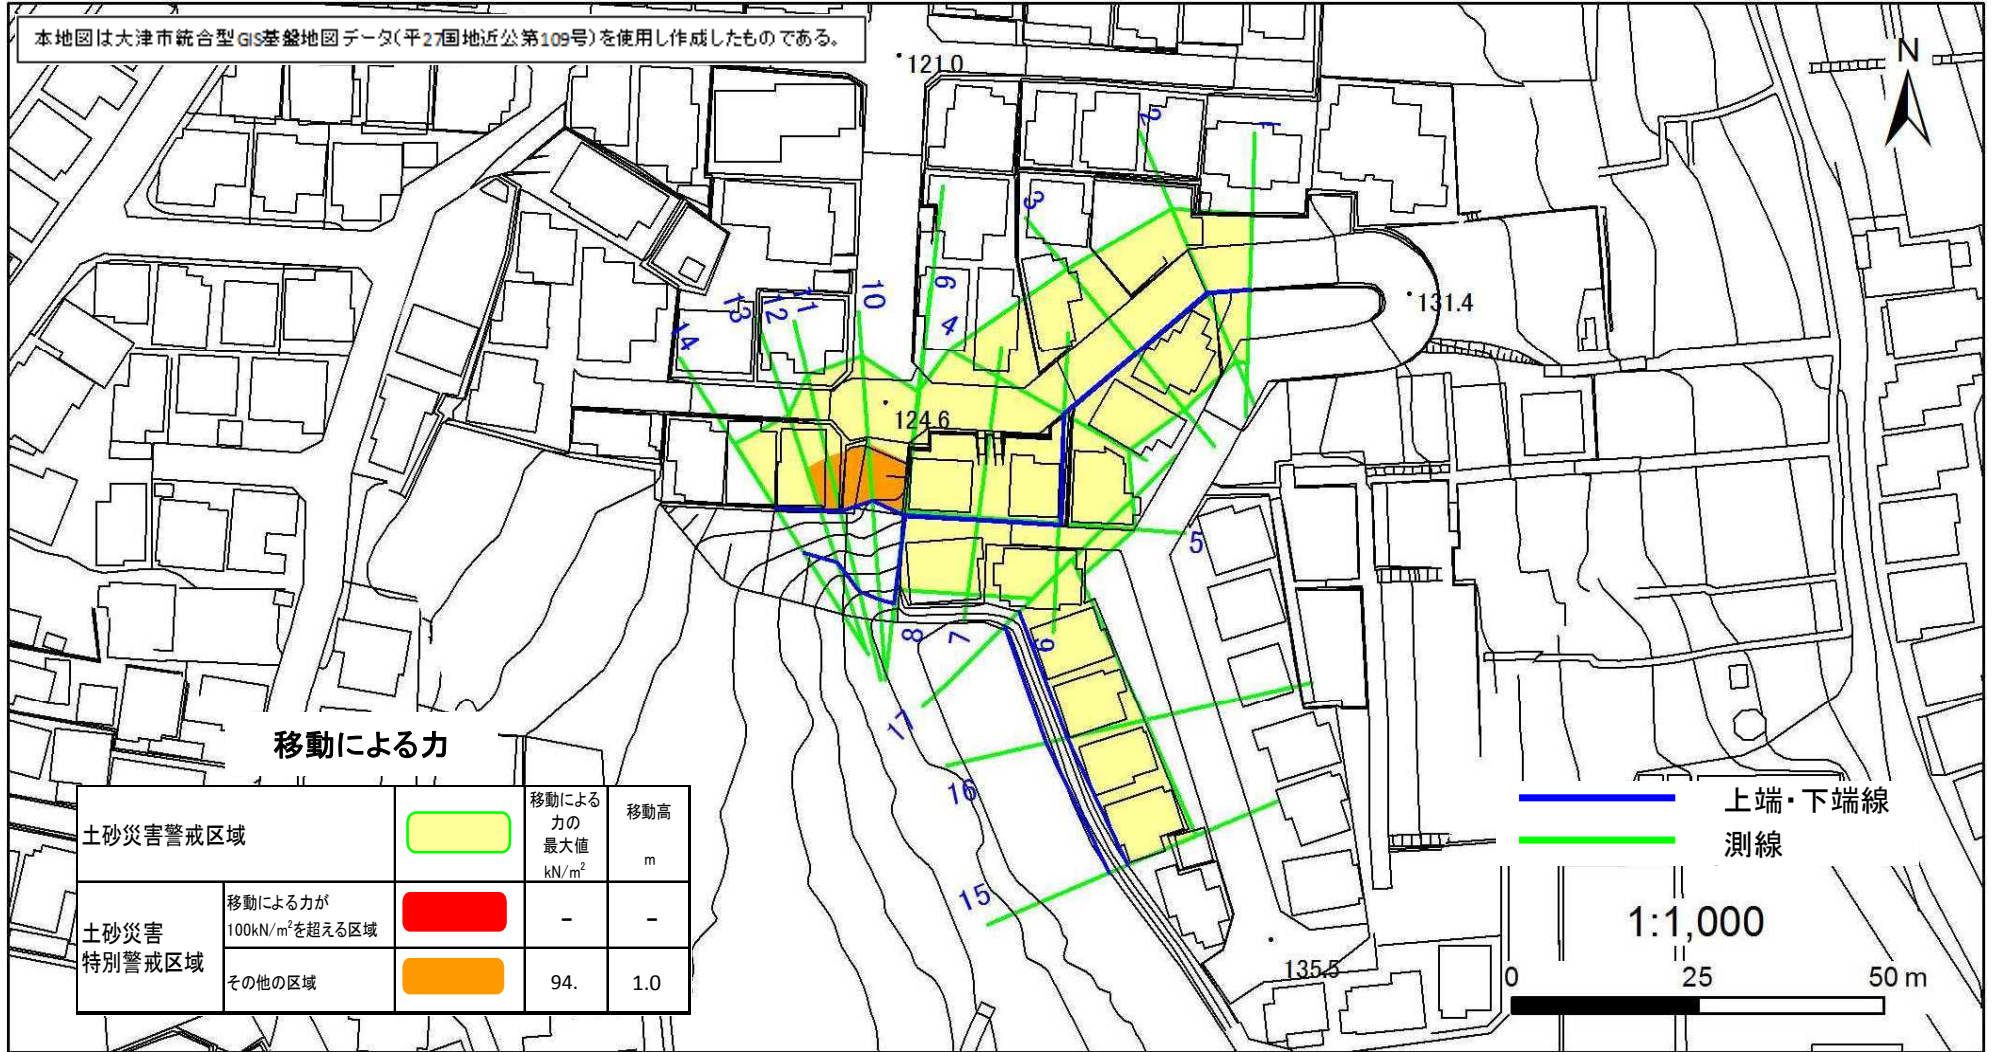 本地図は大津市統合型GIS基盤地図データ(平27国地近公第109号)を使用し作成したものである。
N
121.0
2
1
3
6
4
10
11
12
13
14
131.4
124.6
5
8
7
9
17
16
15
135.5
移動による力
土砂災害警戒区域
移動による
力の
最大値
kN/m²
移動高
m
土砂災害
特別警戒区域
移動による力が
100kN/m²を超える区域
-
-
その他の区域
94.
1.0
上端・下端線
測線
1:1,000
0 25 50 m